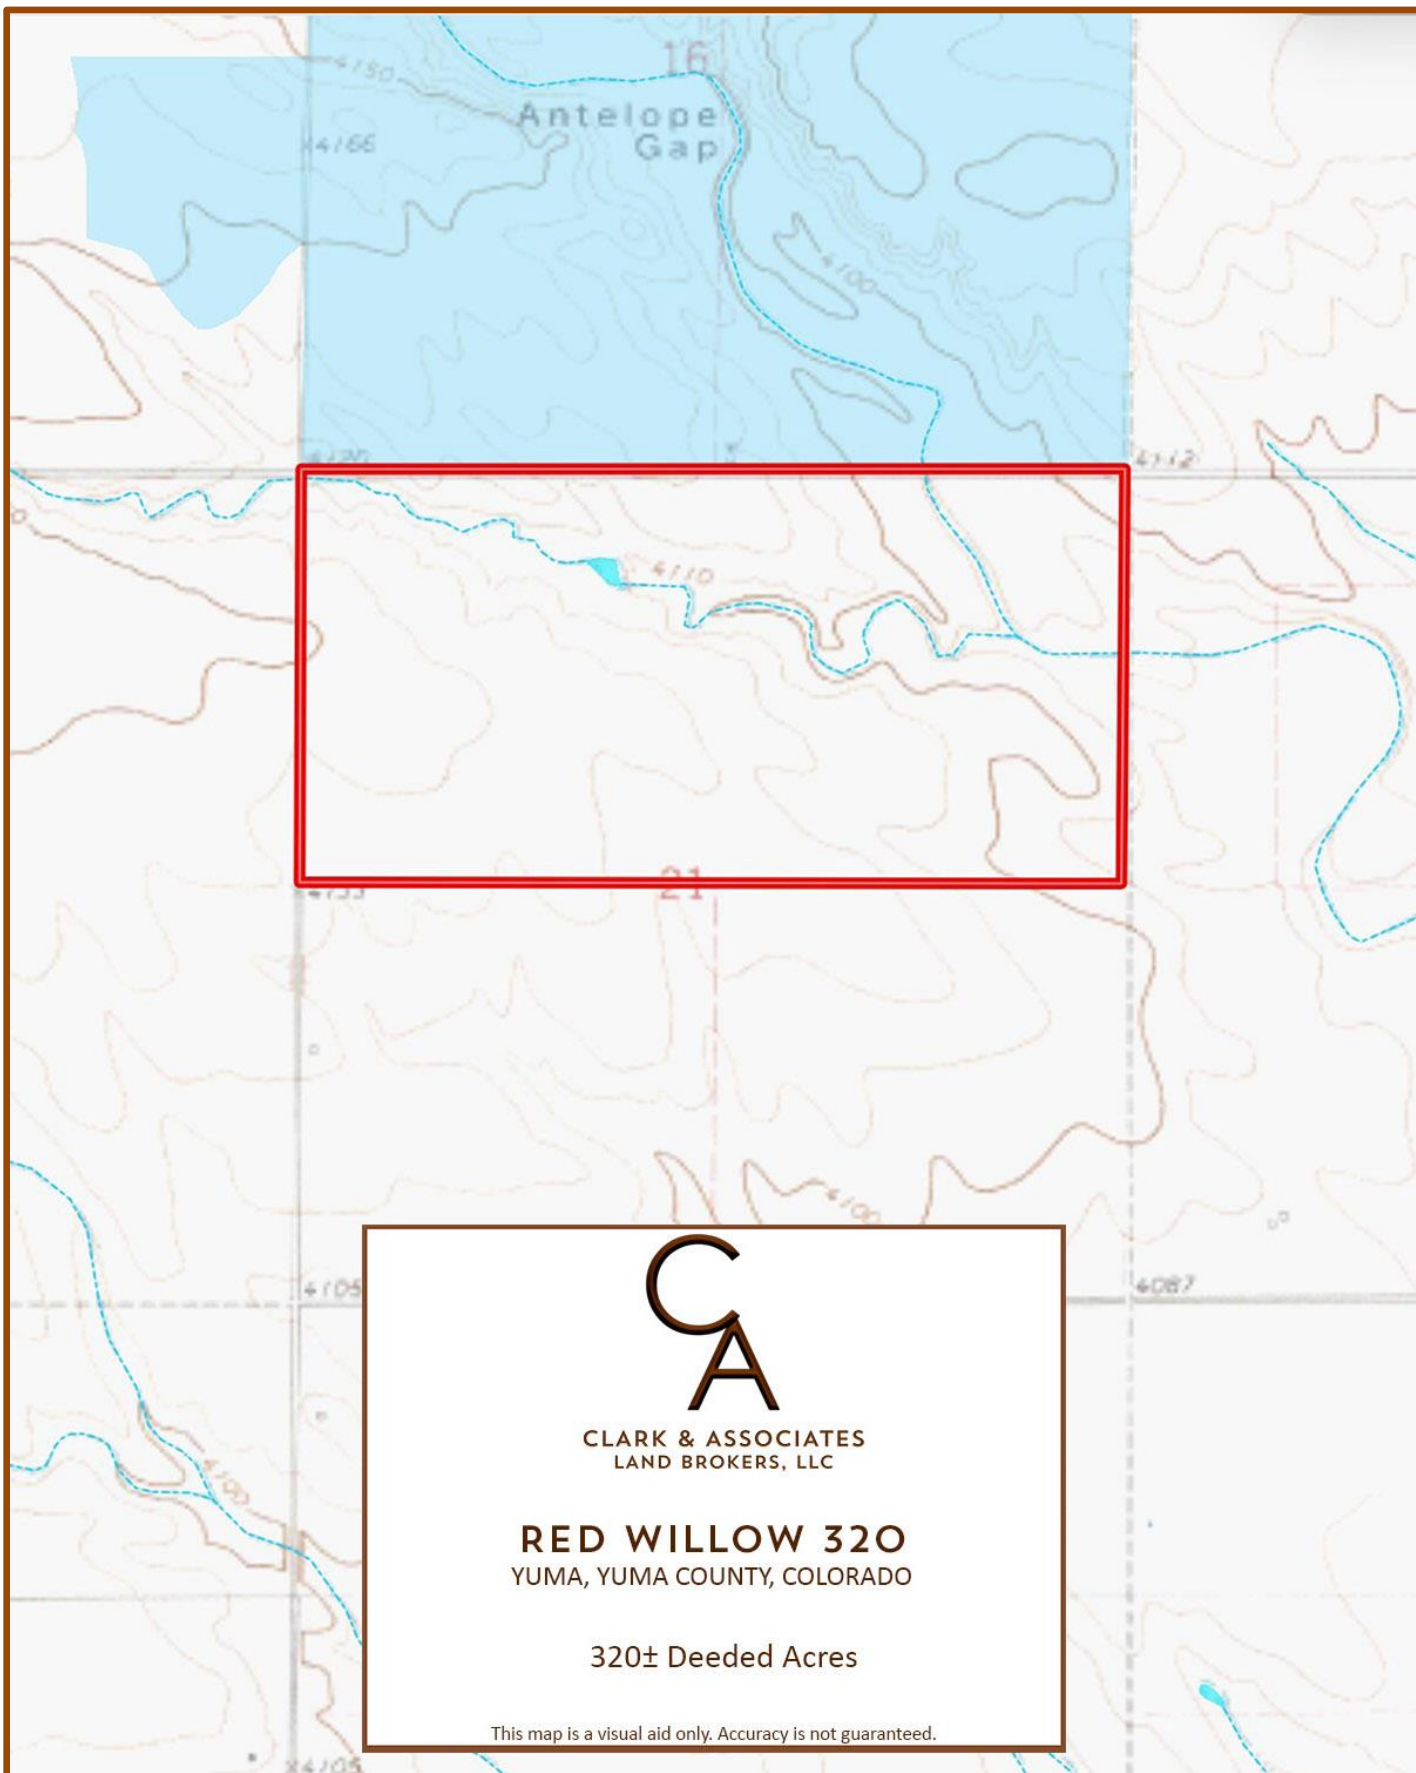 16
4150
Antelope
Gap
4166
4100
4120
4112
4110
21
4100
4105
4087
CA
CLARK & ASSOCIATES
LAND BROKERS, LLC
RED WILLOW 320
YUMA, YUMA COUNTY, COLORADO
320± Deeded Acres
This map is a visual aid only. Accuracy is not guaranteed.
4100
x4105